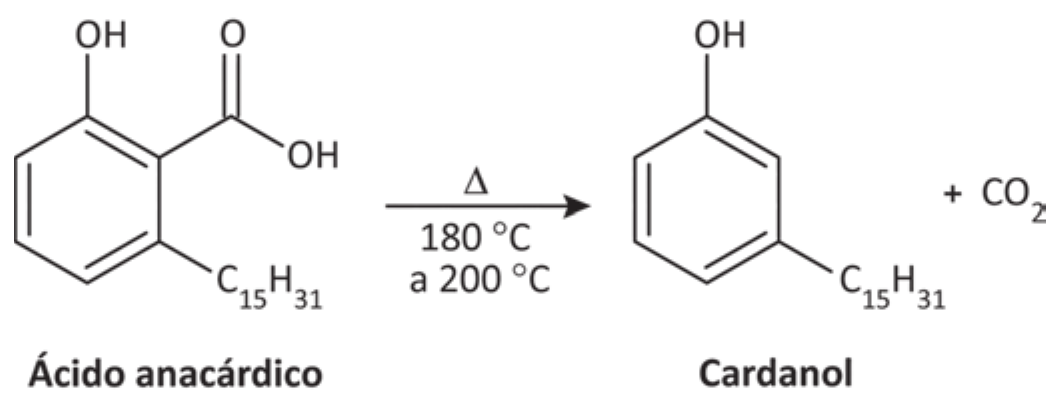 OH
O
OH
OH
Δ
180 °C
a 200 °C
+ CO₂.
C₁₅H₃₁
C₁₅H₃₁
Ácido anacárdico
Cardanol